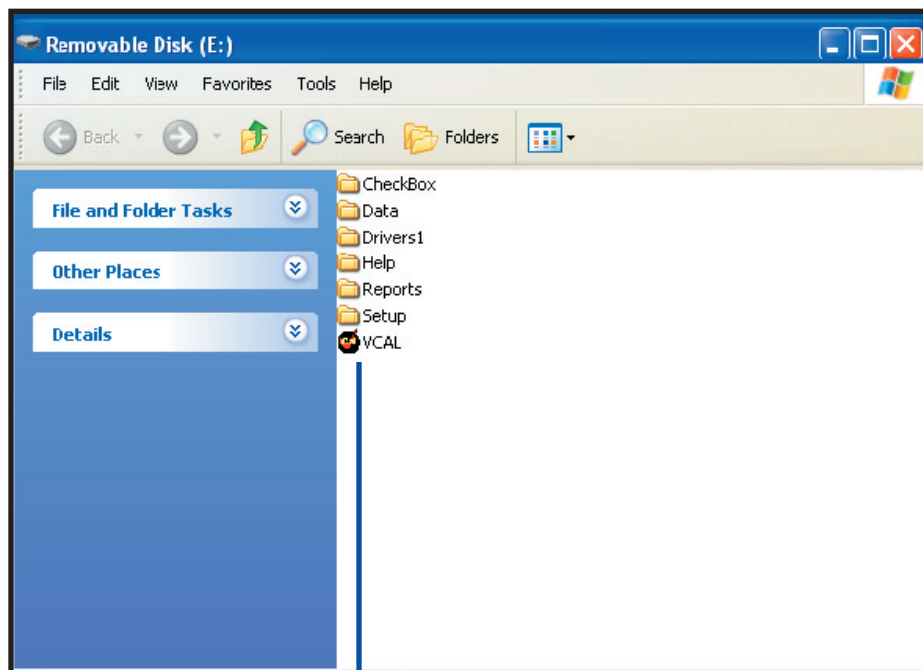 Removable Disk (E:)
File Edit View Favorites Tools Help
Back Search Folders
File and Folder Tasks
Other Places
Details
CheckBox
Data
Drivers1
Help
Reports
Setup
VCAL